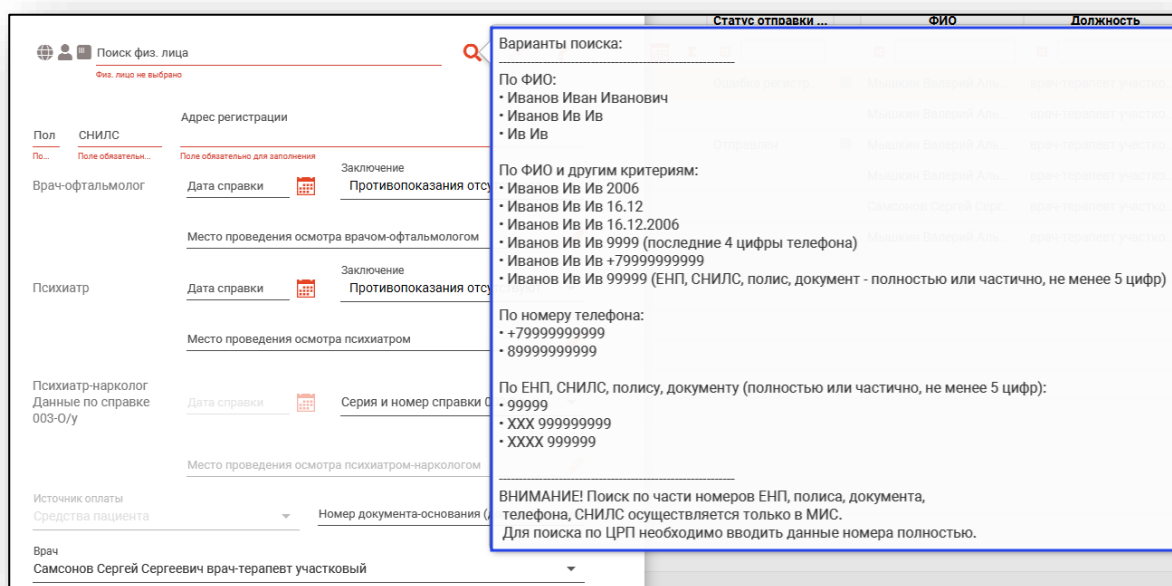 Статус отправки ... ФИО Должность
Поиск физ. лица
Физ. лицо не выбрано
Пол СНИЛС Адрес регистрации
По... Поле обязательн... Поле обязательно для заполнения
Врач-офтальмолог Дата справки Заключение
Противопоказания отсу
Место проведения осмотра врачом-офтальмологом
Психиатр Дата справки Заключение
Противопоказания отсу
Место проведения осмотра психиатром
Психиатр-нарколог
Данные по справке
003-О/у
Дата справки Серия и номер справки 0
Место проведения осмотра психиатром-наркологом
Источник оплаты
Средства пациента
Номер документа-основания (
Врач
Самсонов Сергей Сергеевич врач-терапевт участковый
Варианты поиска:
По ФИО:
• Иванов Иван Иванович
• Иванов Ив Ив
• Ив Ив
По ФИО и другим критериям:
• Иванов Ив Ив 2006
• Иванов Ив Ив 16.12
• Иванов Ив Ив 16.12.2006
• Иванов Ив Ив 9999 (последние 4 цифры телефона)
• Иванов Ив Ив +79999999999
• Иванов Ив Ив 99999 (ЕНП, СНИЛС, полис, документ - полностью или частично, не менее 5 цифр)
По номеру телефона:
• +79999999999
• 89999999999
По ЕНП, СНИЛС, полису, документу (полностью или частично, не менее 5 цифр):
• 99999
• XXX 999999999
• XXXX 999999
ВНИМАНИЕ! Поиск по части номеров ЕНП, полиса, документа,
телефона, СНИЛС осуществляется только в МИС.
Для поиска по ЦРП необходимо вводить данные номера полностью.